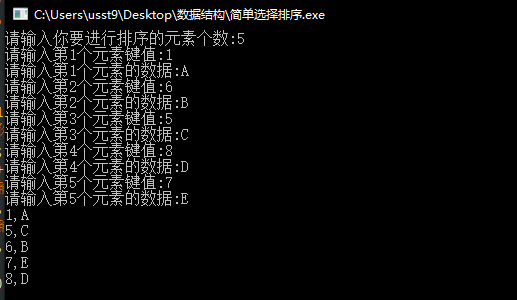 C:\Users\usst9\Desktop\数据结构\简单选择排序.exe
请输入你要进行排序的元素个数:5
请输入第1个元素键值:1
请输入第1个元素的数据:A
请输入第2个元素键值:6
请输入第2个元素的数据:B
请输入第3个元素键值:5
请输入第3个元素的数据:C
请输入第4个元素键值:8
请输入第4个元素的数据:D
请输入第5个元素键值:7
请输入第5个元素的数据:E
1,A
5,C
6,B
7,E
8,D